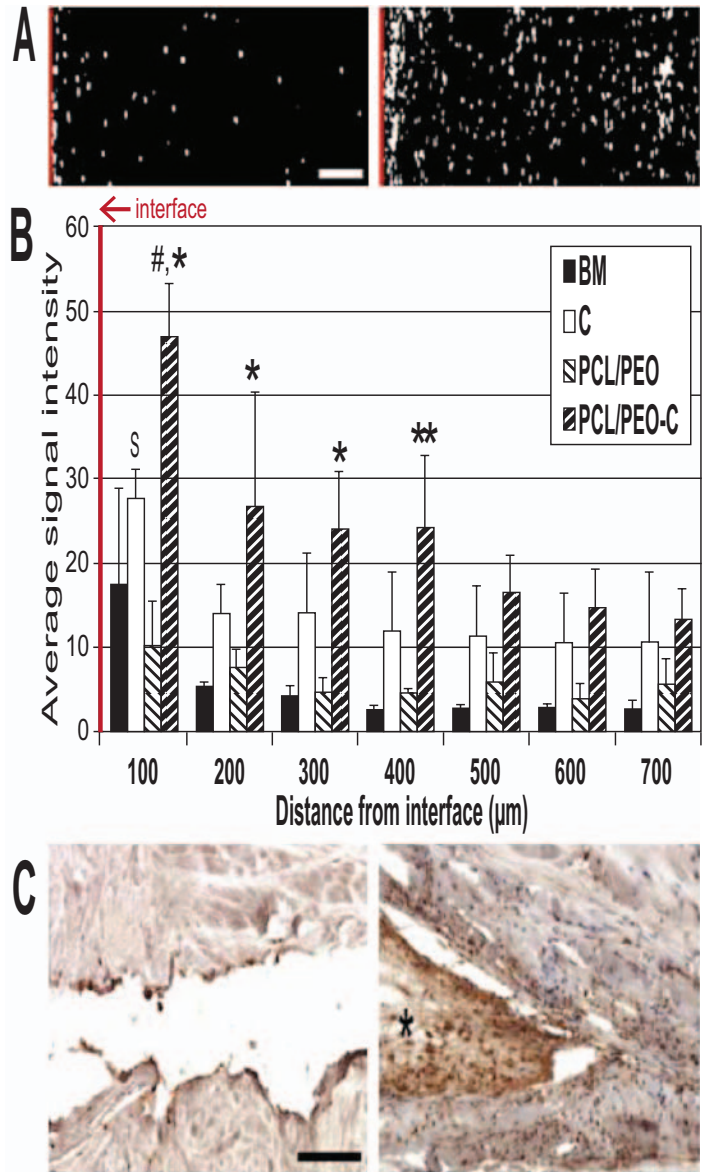 A
← interface
B
60
50
40
30
20
10
0
Average signal intensity
#,*
S
*
*
**
BM
C
PCL/PEO
PCL/PEO-C
100 200 300 400 500 600 700
Distance from interface (µm)
C
*